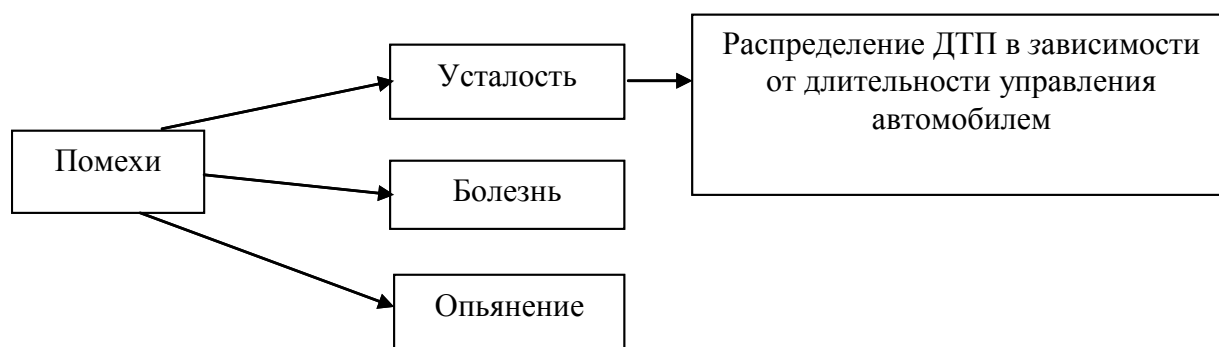 Усталость
Распределение ДТП в зависимости
от длительности управления
автомобилем
Помехи
Болезнь
Опьянение